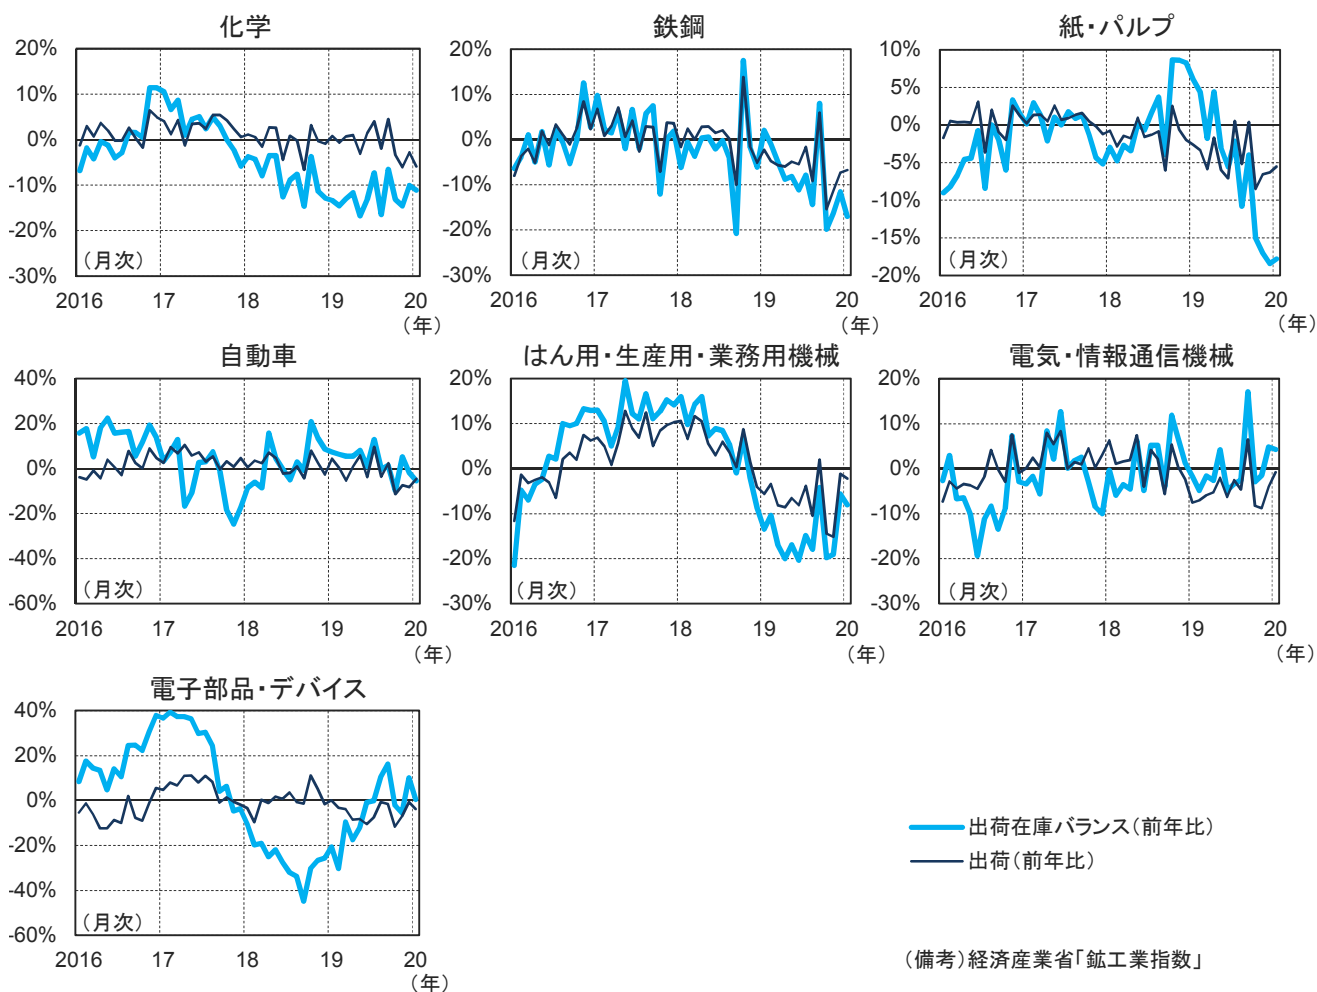 化学
20%
10%
0%
-10%
-20%
-30%
（月次）
2016 17 18 19 20
（年）
鉄鋼
20%
10%
0%
-10%
-20%
-30%
（月次）
2016 17 18 19 20
（年）
紙・パルプ
10%
5%
0%
-5%
-10%
-15%
-20%
（月次）
2016 17 18 19 20
（年）
自動車
40%
20%
0%
-20%
-40%
-60%
（月次）
2016 17 18 19 20
（年）
はん用・生産用・業務用機械
20%
10%
0%
-10%
-20%
-30%
（月次）
2016 17 18 19 20
（年）
電気・情報通信機械
20%
10%
0%
-10%
-20%
-30%
（月次）
2016 17 18 19 20
（年）
電子部品・デバイス
40%
20%
0%
-20%
-40%
-60%
（月次）
2016 17 18 19 20
（年）
出荷在庫バランス（前年比）
出荷（前年比）
（備考）経済産業省「鉱工業指数」